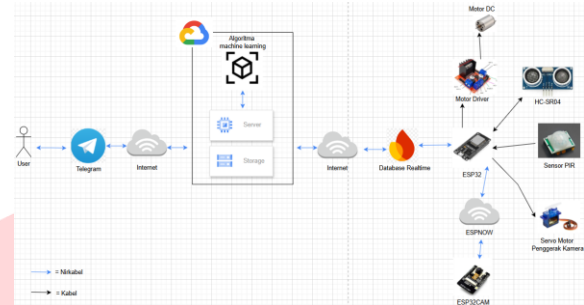 Motor DC
Algoritma
machine learning
Motor Driver
HC-SR04
Server
Storage
User
Telegram
Internet
Internet
Database Realtime
ESP32
Sensor PIR
ESPNOW
Servo Motor
Penggerak Kamera
ESP32CAM
= Nirkabel
= Kabel